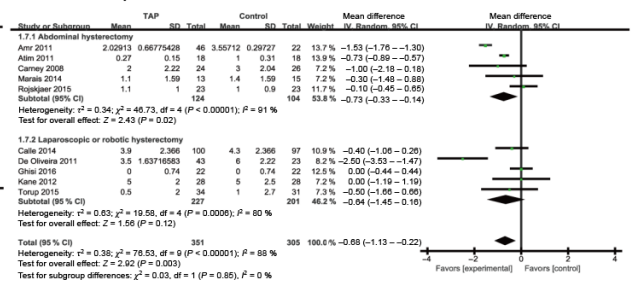 TAP Control Mean difference Mean difference
Study or Subgroup Mean SD Total Mean SD Total Weight IV, Random, 95% CI IV, Random, 95% CI
1.7.1 Abdominal hysterectomy
Amr 2011 2.02913 0.66775428 46 3.55712 0.29727 22 13.7% −1.53 (−1.76 – −1.30)
Atim 2011 0.27 0.15 18 1 0.31 18 14.0% −0.73 (−0.89 – −0.57)
Carney 2008 2 2.22 24 3 2.04 26 7.4% −1.00 (−2.18 – 0.18)
Marais 2014 1.1 1.59 13 1.4 1.59 15 7.4% −0.30 (−1.48 – 0.88)
Rojskjaer 2015 1.1 1 23 1 0.9 23 −0.10 (−0.45 – 0.65)
Subtotal (95% CI) 124 104 53.8% −0.73 (−0.33 – −0.14)
Heterogeneity: τ² = 0.34; χ² = 46.73, df = 4 (P < 0.00001); I² = 91 %
Test for overall effect: Z = 2.43 (P = 0.02)
1.7.2 Laparoscopic or robotic hysterectomy
Calle 2014 3.9 2.366 100 4.3 2.366 97 10.9% −0.40 (−1.06 – 0.26)
De Oliveira 2011 3.5 1.63716583 43 6 2.22 23 8.2% −2.50 (−3.53 – −1.47)
Ghisi 2016 0 0.74 22 0 0.74 22 0.00 (−0.44 – 0.44)
Kane 2012 5 2 28 5 2.5 28 0.00 (−1.19 – 1.19)
Torup 2015 0.5 2 34 1 2.7 31 −0.50 (−1.66 – 0.66)
Subtotal (95% CI) 227 201 46.2% −0.64 (−1.45 – 0.16)
Heterogeneity: τ² = 0.63; χ² = 19.58, df = 4 (P = 0.0006); I² = 80 %
Test for overall effect: Z = 1.56 (P = 0.12)
Total (95% CI) 351 305 100.0% −0.68 (−1.13 – −0.22)
Heterogeneity: τ² = 0.38; χ² = 76.53, df = 9 (P < 0.00001); I² = 88 %
−4 −2 0 2 4
Test for overall effect: Z = 2.92 (P = 0.003)
Favors [experimental] Favors [control]
Test for subgroup differences: χ² = 0.03, df = 1 (P = 0.85), I² = 0 %